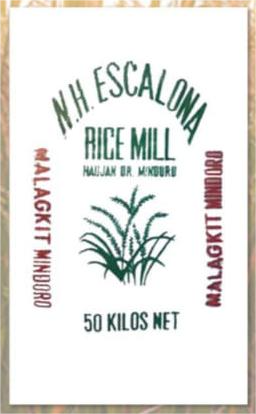 N.H. ESCALONA
RICE MILL
NAUJAN OR. MINDORO
MALAGKIT MINDORO
MALAGKIT MINDORO
50 KILOS NET